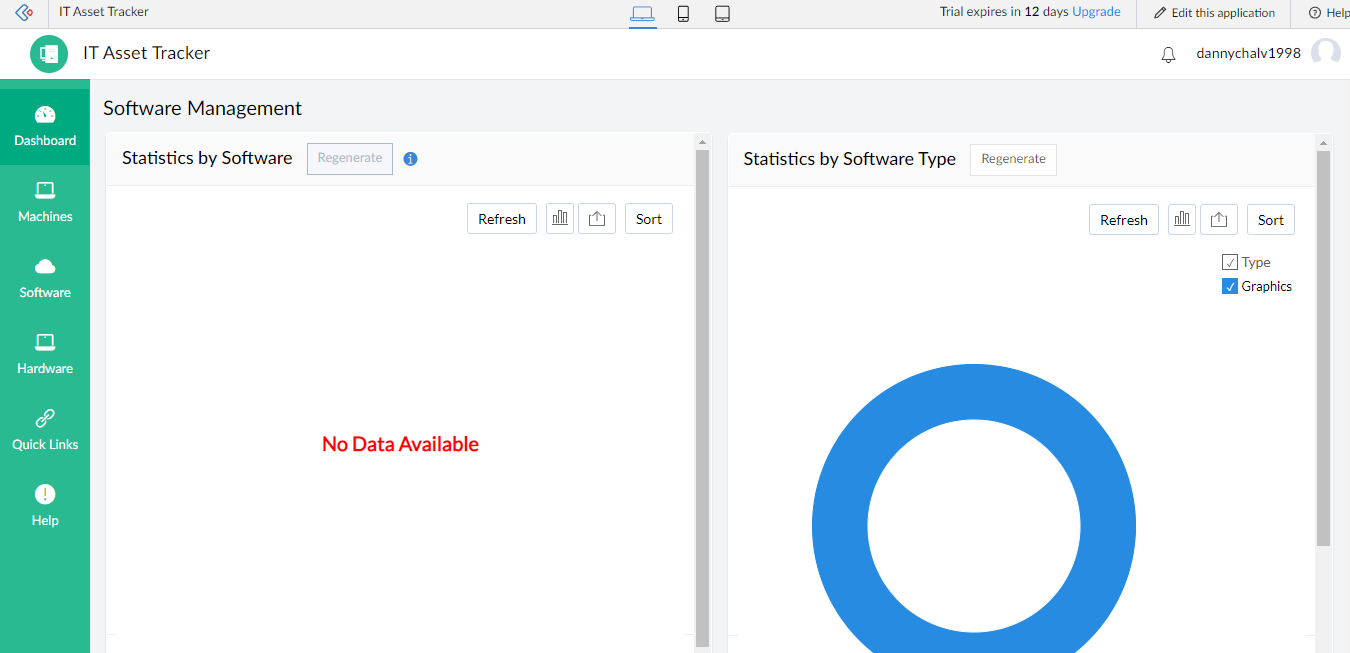 IT Asset Tracker
Trial expires in 12 days Upgrade
Edit this application
Help
IT Asset Tracker
dannychalv1998
Dashboard
Machines
Software
Hardware
Quick Links
Help
Software Management
Statistics by Software
Regenerate
Refresh
Sort
No Data Available
Statistics by Software Type
Regenerate
Refresh
Sort
Type
Graphics